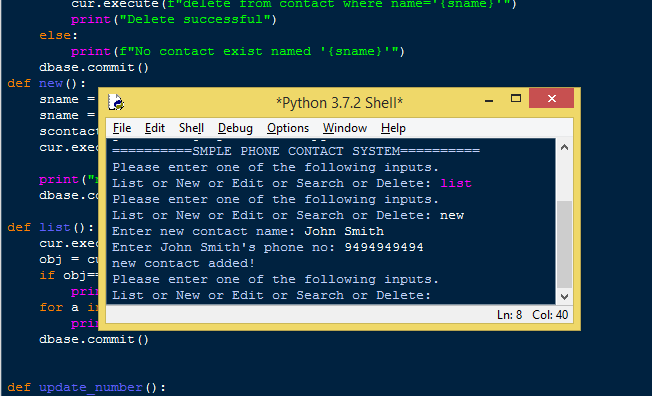 cur.execute(f"delete from contact where name='{sname}'")
print("Delete successful")
else:
print(f"No contact exist named '{sname}'")
dbase.commit()
def new():
sname =
sname =
scontact
cur.exec
print("n
dbase.co
def list():
cur.exec
obj = cu
if obj==
prin
for a in
prin
dbase.commit()
def update_number():
*Python 3.7.2 Shell*
File Edit Shell Debug Options Window Help
==========SMPLE PHONE CONTACT SYSTEM==========
Please enter one of the following inputs.
List or New or Edit or Search or Delete: list
Please enter one of the following inputs.
List or New or Edit or Search or Delete: new
Enter new contact name: John Smith
Enter John Smith's phone no: 9494949494
new contact added!
Please enter one of the following inputs.
List or New or Edit or Search or Delete:
Ln: 8 Col: 40